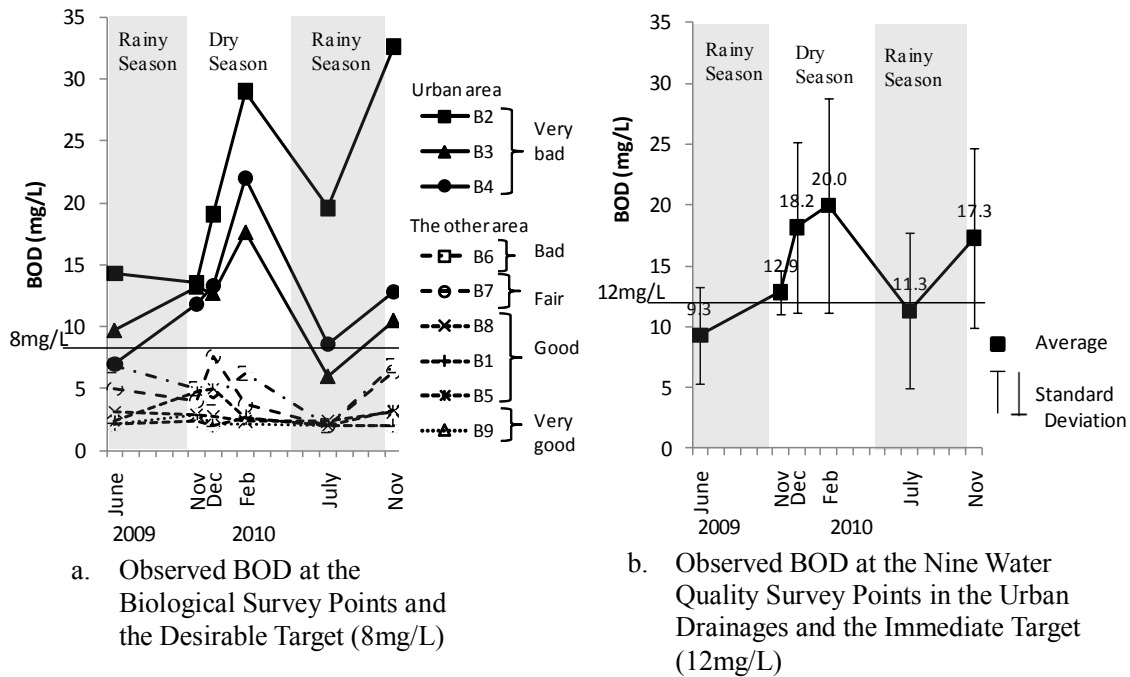 35
30
25
20
15
10
5
0
BOD (mg/L)
8mg/L
Rainy
Season
Dry
Season
Rainy
Season
June
Nov
Dec
Feb
July
Nov
2009
2010
Urban area
B2
B3
B4
Very
bad
The other area
B6
Bad
B7
Fair
B8
B1
B5
Good
B9
Very
good
a. Observed BOD at the
Biological Survey Points and
the Desirable Target (8mg/L)
35
30
25
20
15
10
5
0
BOD (mg/L)
12mg/L
Rainy
Season
Dry
Season
Rainy
Season
9.3
12.9
18.2
20.0
11.3
17.3
June
Nov
Dec
Feb
July
Nov
2009
2010
Average
Standard
Deviation
b. Observed BOD at the Nine Water
Quality Survey Points in the Urban
Drainages and the Immediate Target
(12mg/L)